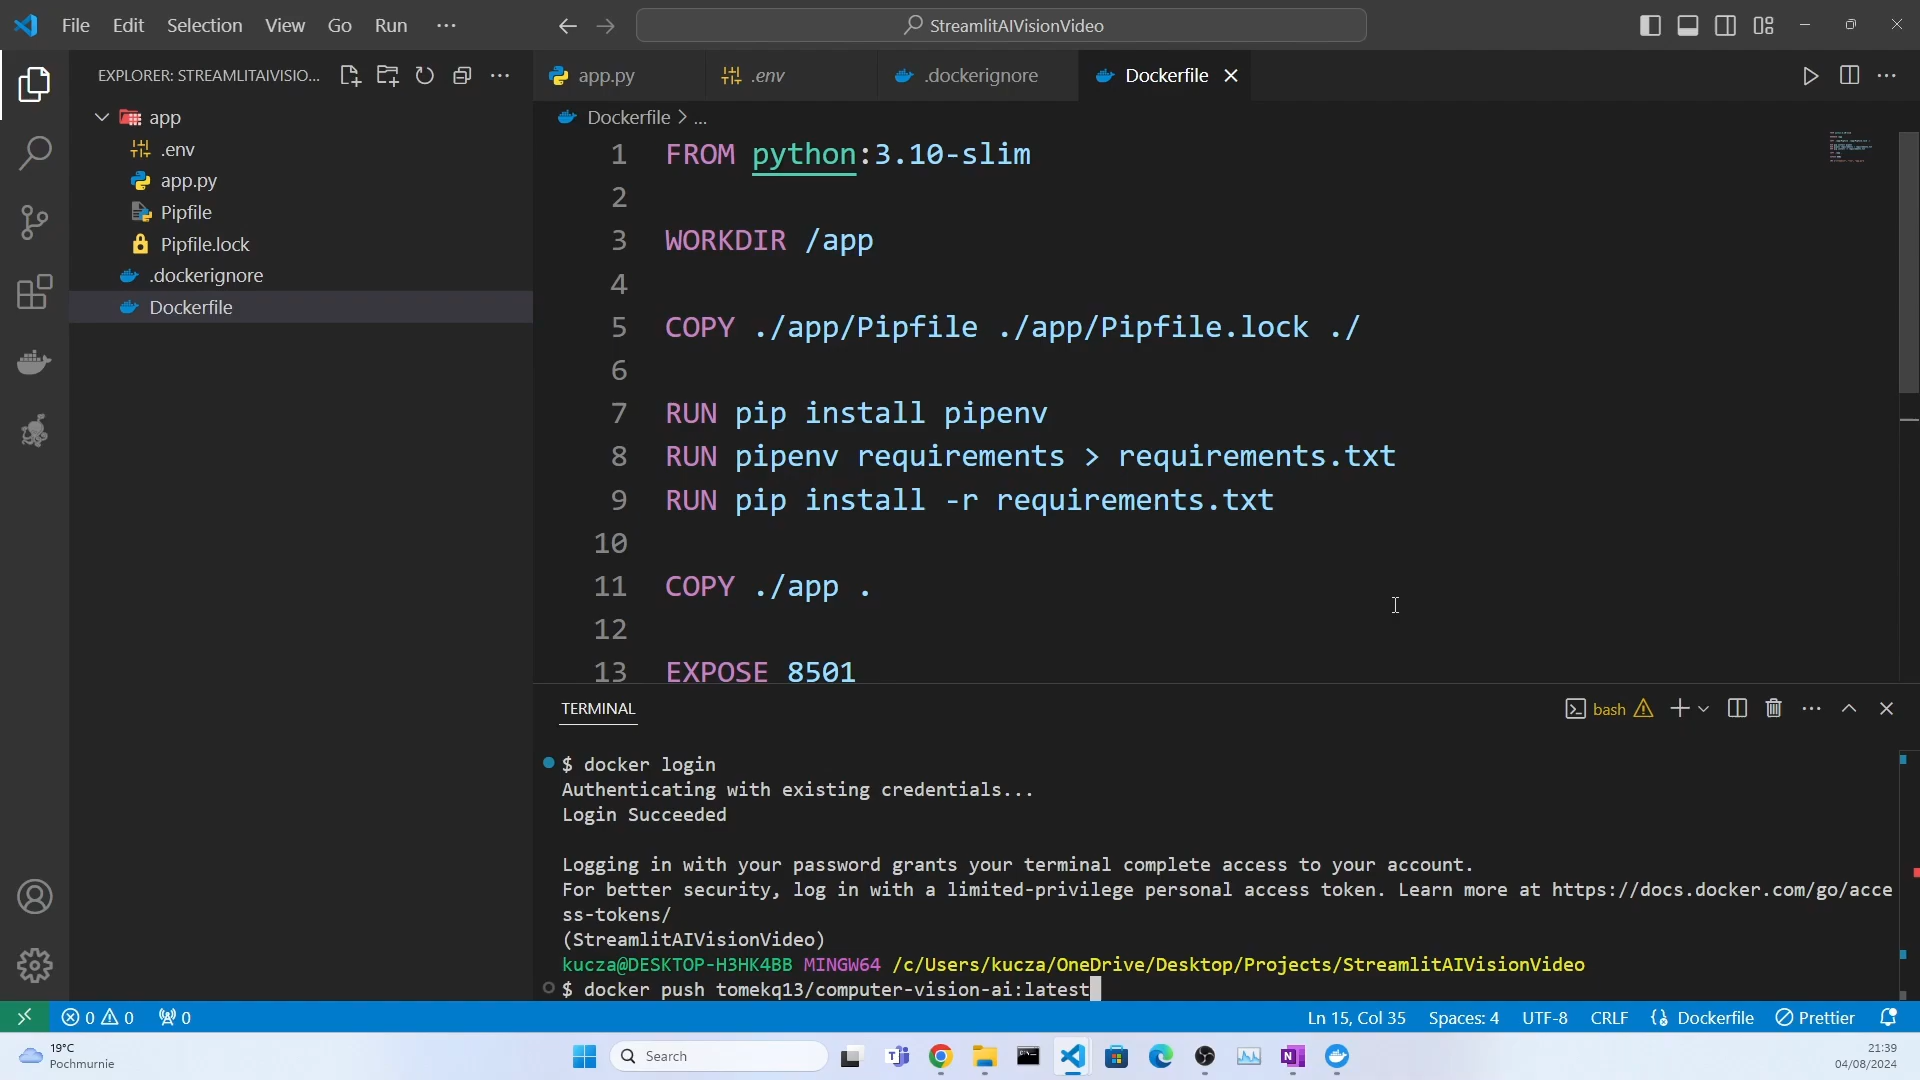 File Edit Selection View Go Run ···
StreamlitAIVisionVideo
EXPLORER: STREAMLITAIVISIO...
app
.env
app.py
Pipfile
Pipfile.lock
.dockerignore
Dockerfile
app.py
.env
.dockerignore
Dockerfile
Dockerfile > ...
1 FROM python:3.10-slim
2
3 WORKDIR /app
4
5 COPY ./app/Pipfile ./app/Pipfile.lock ./
6
7 RUN pip install pipenv
8 RUN pipenv requirements > requirements.txt
9 RUN pip install -r requirements.txt
10
11 COPY ./app .
12
13 EXPOSE 8501
TERMINAL
bash
$ docker login
Authenticating with existing credentials...
Login Succeeded
Logging in with your password grants your terminal complete access to your account.
For better security, log in with a limited-privilege personal access token. Learn more at https://docs.docker.com/go/acce
ss-tokens/
(StreamlitAIVisionVideo)
kucza@DESKTOP-H3HK4BB MINGW64 /c/Users/kucza/OneDrive/Desktop/Projects/StreamlitAIVisionVideo
$ docker push tomekq13/computer-vision-ai:latest
0 0 0
Ln 15, Col 35 Spaces: 4 UTF-8 CRLF Dockerfile Prettier
19°C
Pochmurnie
Search
21:39
04/08/2024